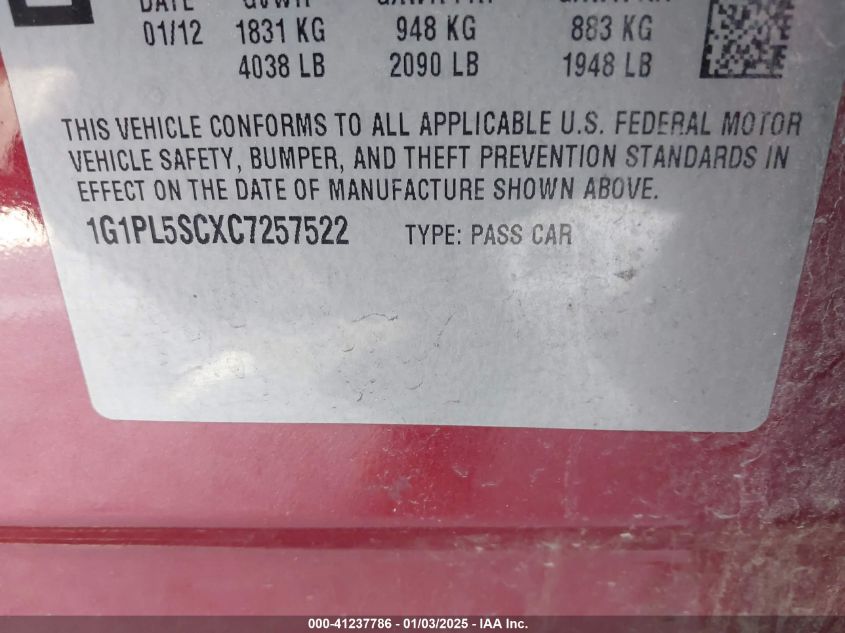 DATE GVWR
01/12 1831 KG 948 KG 883 KG
4038 LB 2090 LB 1948 LB
THIS VEHICLE CONFORMS TO ALL APPLICABLE U.S. FEDERAL MOTOR
VEHICLE SAFETY, BUMPER, AND THEFT PREVENTION STANDARDS IN
EFFECT ON THE DATE OF MANUFACTURE SHOWN ABOVE.
1G1PL5SCXC7257522 TYPE: PASS CAR
000-41237786 - 01/03/2025 - IAA Inc.